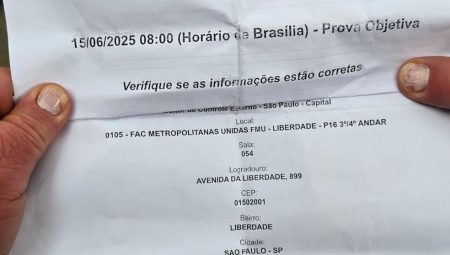 15/06/2025 08:00 (Horário de Brasília) - Prova Objetiva
Verifique se as informações estão corretas
de Controle Externo - São Paulo - Capital
Local:
0105 - FAC METROPOLITANAS UNIDAS FMU - LIBERDADE - P16 3º/4º ANDAR
Sala:
054
Logradouro:
AVENIDA DA LIBERDADE, 899
CEP:
01502001
Bairro:
LIBERDADE
Cidade:
SAO PAULO - SP